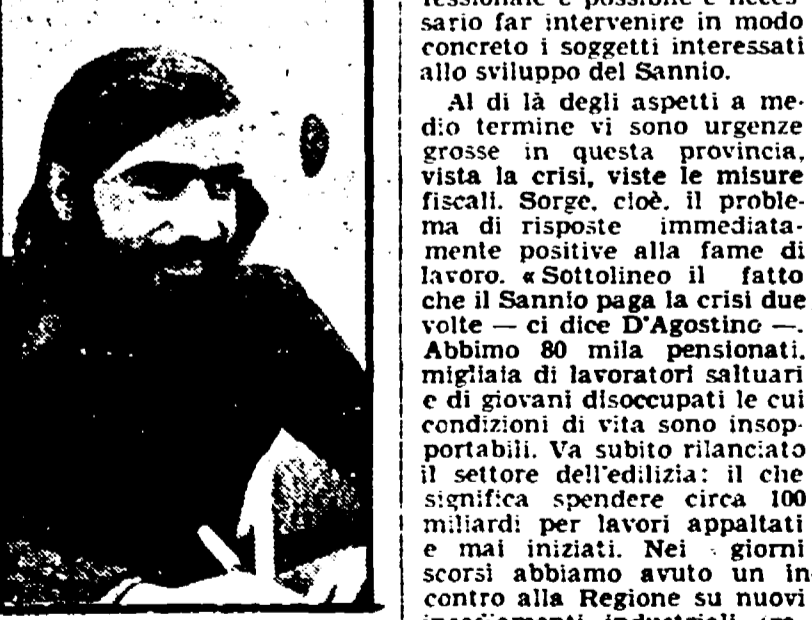 sario far intervenire in modo
concreto i soggetti interessati
allo sviluppo del Sannio.
Al di là degli aspetti a me-
dio termine vi sono urgenze
grosse in questa provincia,
vista la crisi, viste le misure
fiscali. Sorge, cioè, il proble-
ma di risposte immediata-
mente positive alla fame di
lavoro. « Sottolineo il fatto
che il Sannio paga la crisi due
volte — ci dice D'Agostino —.
Abbimo 80 mila pensionati,
migliaia di lavoratori saltuari
e di giovani disoccupati le cui
condizioni di vita sono insop-
portabili. Va subito rilanciato
il settore dell'edilizia: il che
significa spendere circa 100
miliardi per lavori appaltati
e mai iniziati. Nei giorni
scorsi abbiamo avuto un in
contro alla Regione su nuovi